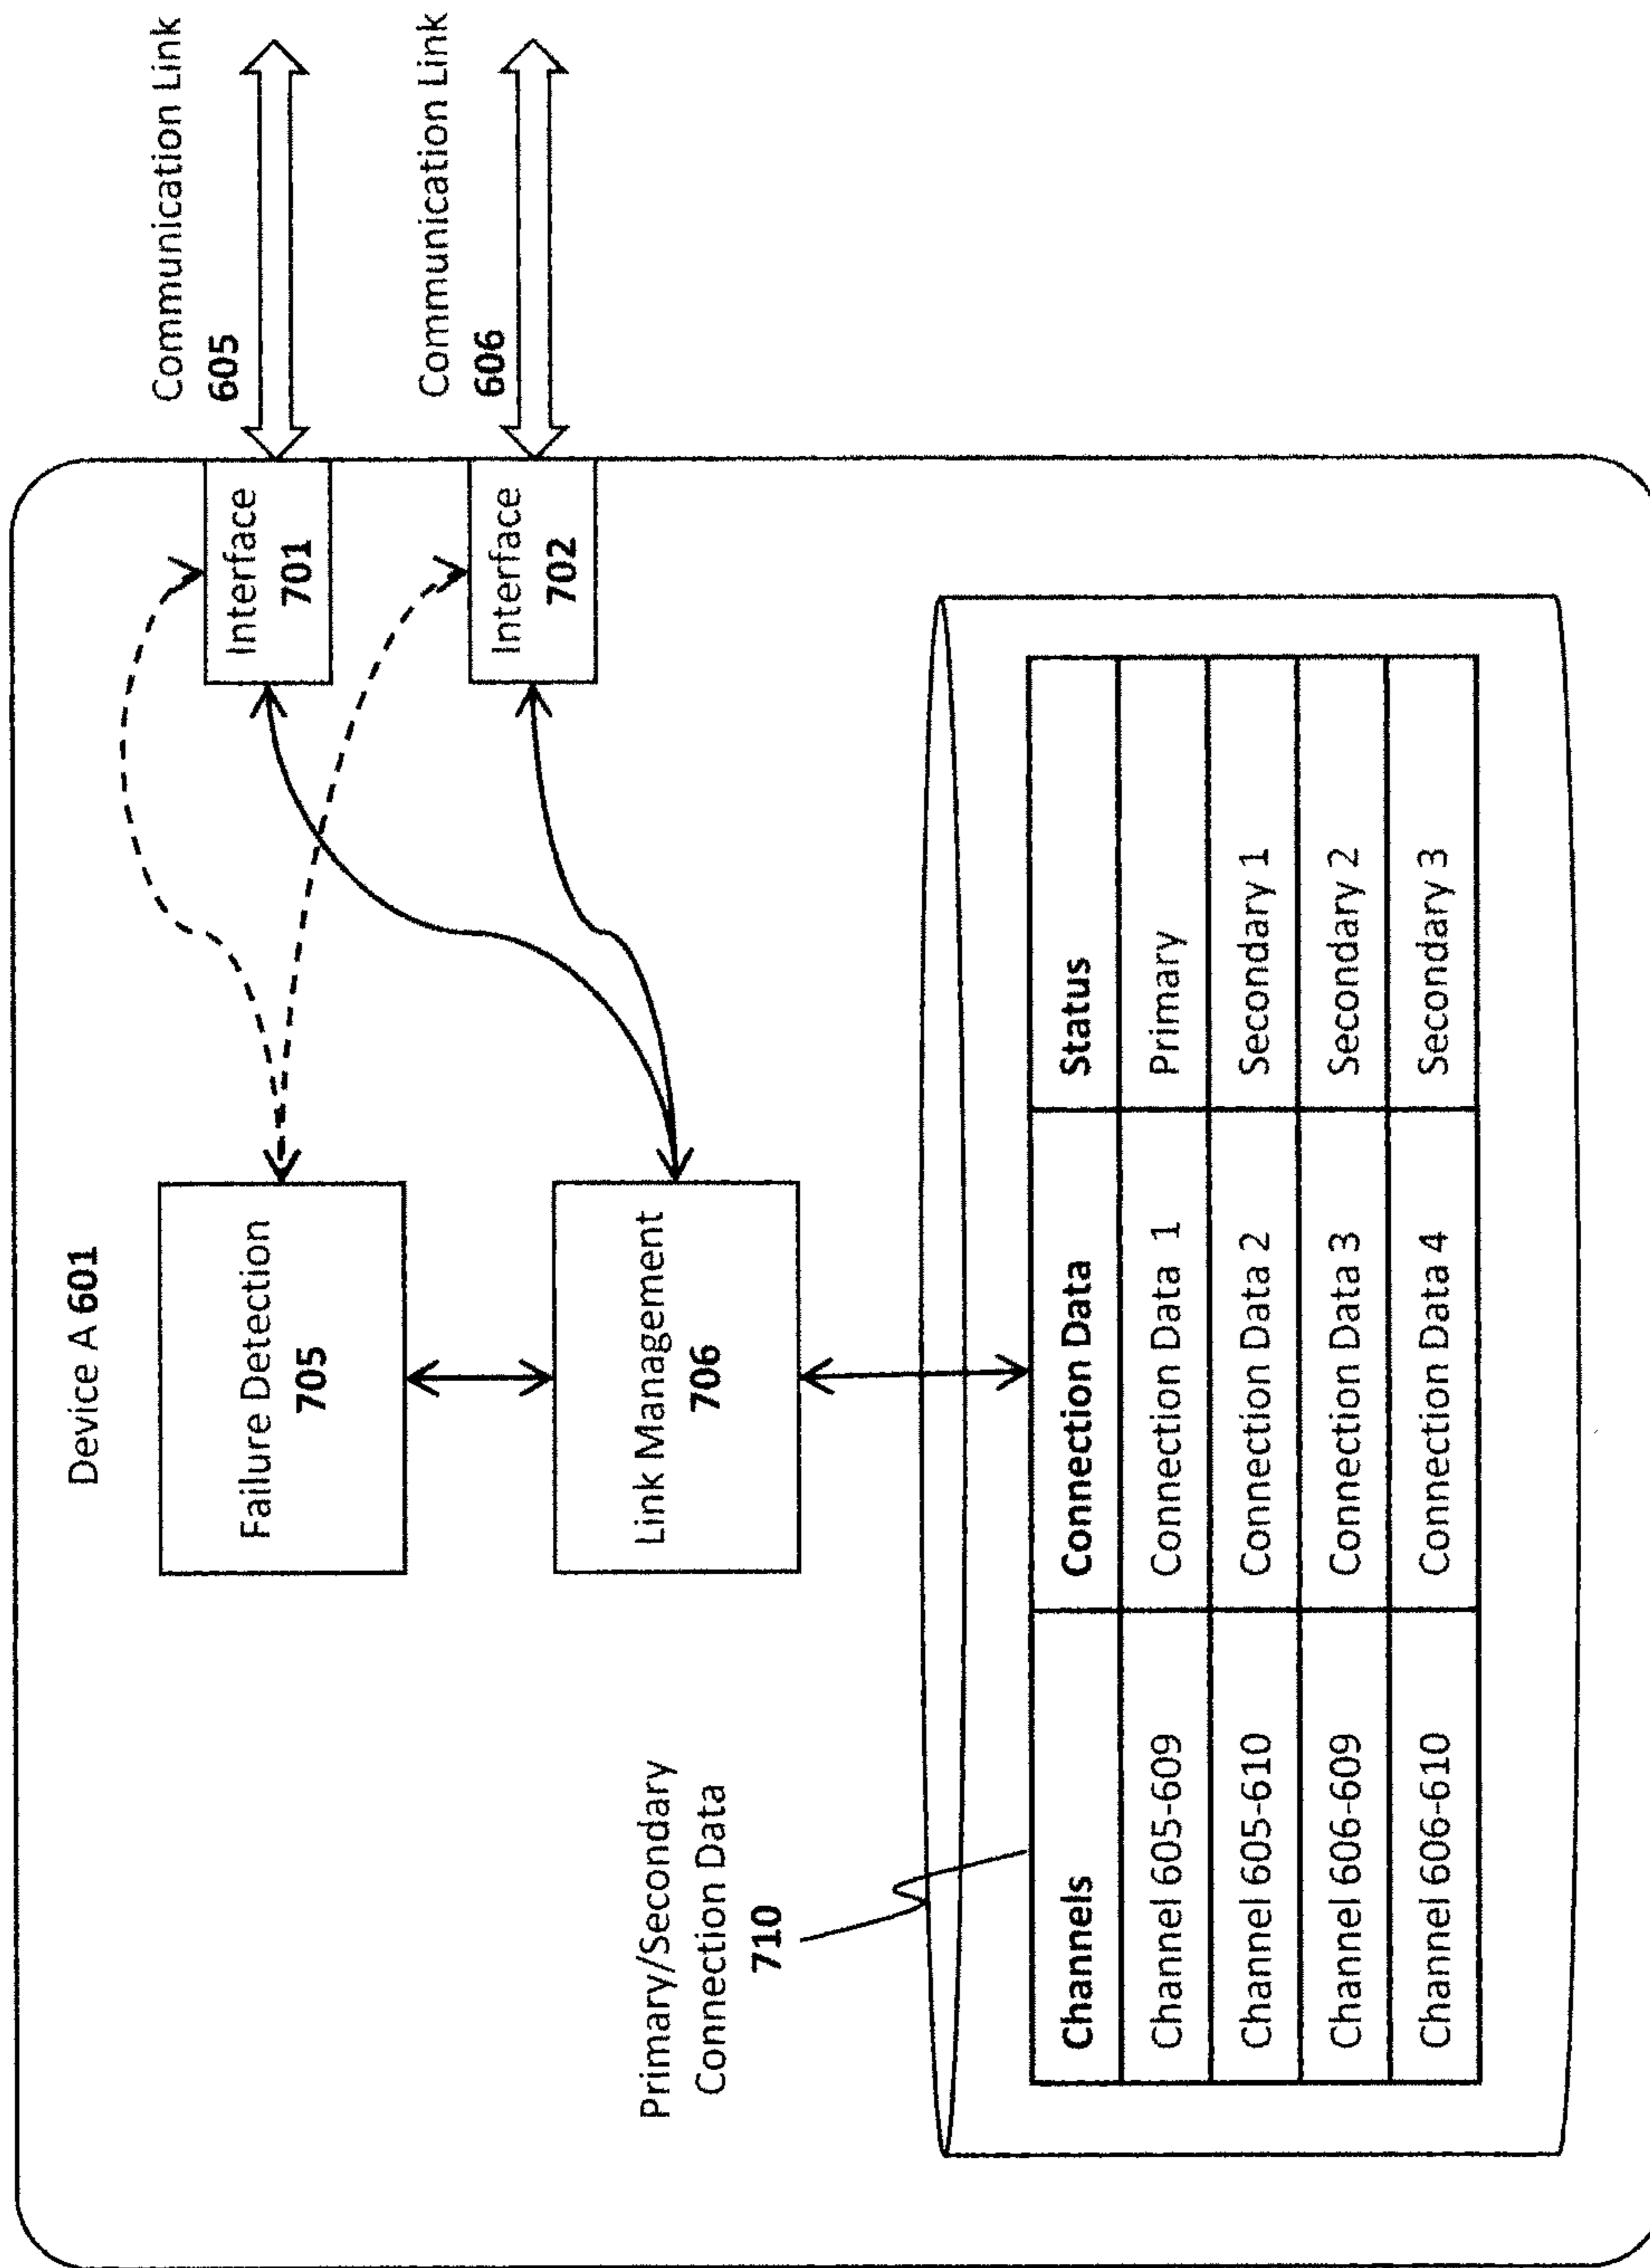 Device A 601
Communication Link
605
Failure Detection
705
Interface
701
Communication Link
606
Interface
702
Link Management
706
Primary/Secondary
Connection Data
710
Channels Connection Data Status
Channel 605-609 Connection Data 1 Primary
Channel 605-610 Connection Data 2 Secondary 1
Channel 606-609 Connection Data 3 Secondary 2
Channel 606-610 Connection Data 4 Secondary 3